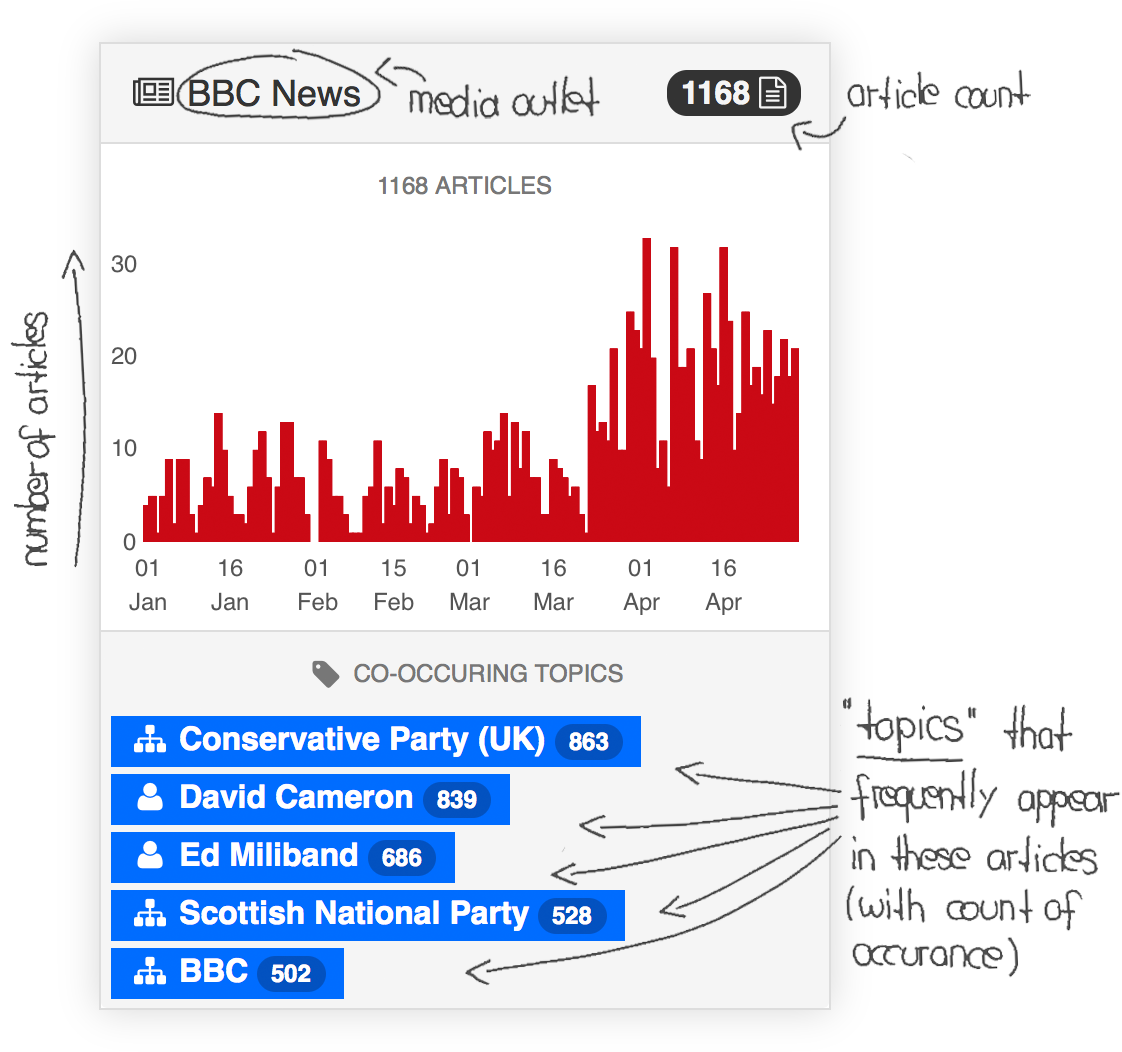 BBC News
media outlet
1168
article count
1168 ARTICLES
number of articles
30
20
10
0
01 16 01 15 01 16 01 16
Jan Jan Feb Feb Mar Mar Apr Apr
CO-OCCURING TOPICS
Conservative Party (UK) 863
David Cameron 839
Ed Miliband 686
Scottish National Party 528
BBC 502
"topics" that
frequently appear
in these articles
(with count of
occurance)